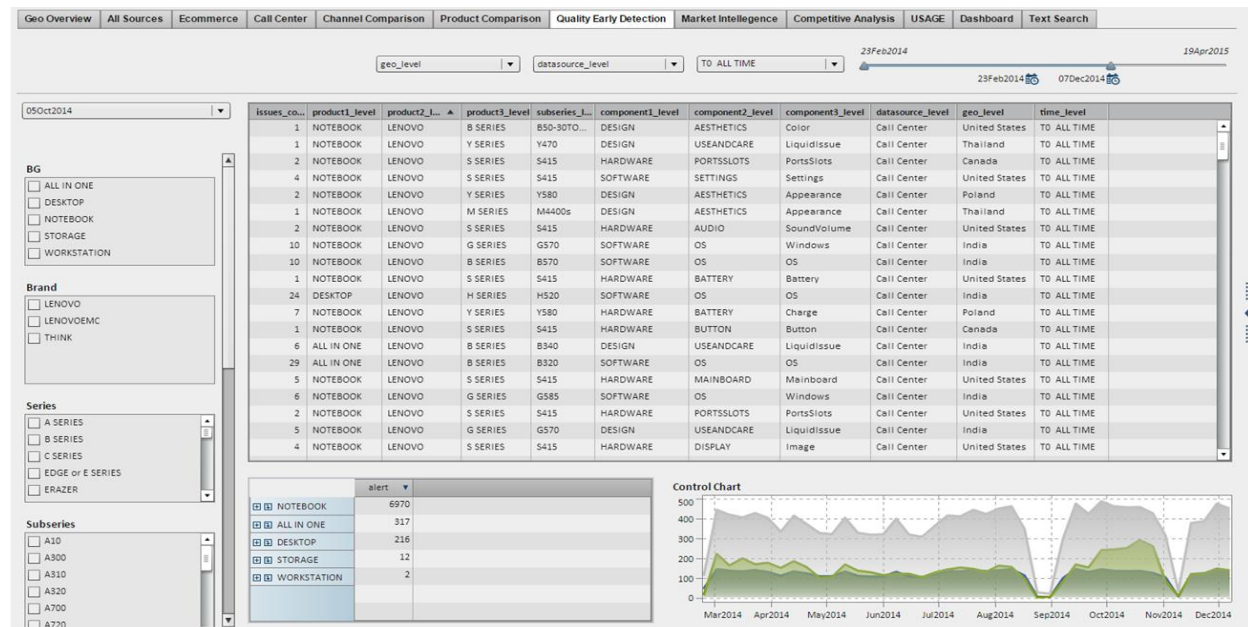 Geo Overview All Sources Ecommerce Call Center Channel Comparison Product Comparison Quality Early Detection Market Intellegence Competitive Analysis USAGE Dashboard Text Search
23Feb2014 19Apr2015
geo_level datasource_level T0 ALL TIME
23Feb2014 07Dec2014
05Oct2014
BG
ALL IN ONE
DESKTOP
NOTEBOOK
STORAGE
WORKSTATION
Brand
LENOVO
LENOVOEMC
THINK
Series
A SERIES
B SERIES
C SERIES
EDGE or E SERIES
ERAZER
Subseries
A10
A300
A310
A320
A700
A720
issues_co... product1_level product2_l... product3_level subseries_l... component1_level component2_level component3_level datasource_level geo_level time_level
1 NOTEBOOK LENOVO B SERIES B50-30TO... DESIGN AESTHETICS Color Call Center United States T0 ALL TIME
1 NOTEBOOK LENOVO Y SERIES Y470 DESIGN USEANDCARE LiquidIssue Call Center Thailand T0 ALL TIME
2 NOTEBOOK LENOVO S SERIES S415 HARDWARE PORTSSLOTS PortsSlots Call Center Canada T0 ALL TIME
4 NOTEBOOK LENOVO S SERIES S415 SOFTWARE SETTINGS Settings Call Center United States T0 ALL TIME
2 NOTEBOOK LENOVO Y SERIES Y580 DESIGN AESTHETICS Appearance Call Center Poland T0 ALL TIME
1 NOTEBOOK LENOVO M SERIES M4400s DESIGN AESTHETICS Appearance Call Center Thailand T0 ALL TIME
2 NOTEBOOK LENOVO S SERIES S415 HARDWARE AUDIO SoundVolume Call Center United States T0 ALL TIME
10 NOTEBOOK LENOVO G SERIES G570 SOFTWARE OS Windows Call Center India T0 ALL TIME
10 NOTEBOOK LENOVO B SERIES B570 SOFTWARE OS OS Call Center India T0 ALL TIME
1 NOTEBOOK LENOVO S SERIES S415 HARDWARE BATTERY Battery Call Center United States T0 ALL TIME
24 DESKTOP LENOVO H SERIES H520 SOFTWARE OS OS Call Center India T0 ALL TIME
7 NOTEBOOK LENOVO Y SERIES Y580 HARDWARE BATTERY Charge Call Center Poland T0 ALL TIME
1 NOTEBOOK LENOVO S SERIES S415 HARDWARE BUTTON Button Call Center Canada T0 ALL TIME
6 ALL IN ONE LENOVO B SERIES B340 DESIGN USEANDCARE LiquidIssue Call Center India T0 ALL TIME
29 ALL IN ONE LENOVO B SERIES B320 SOFTWARE OS OS Call Center India T0 ALL TIME
5 NOTEBOOK LENOVO S SERIES S415 HARDWARE MAINBOARD Mainboard Call Center United States T0 ALL TIME
6 NOTEBOOK LENOVO G SERIES G585 SOFTWARE OS Windows Call Center India T0 ALL TIME
2 NOTEBOOK LENOVO S SERIES S415 HARDWARE PORTSSLOTS PortsSlots Call Center United States T0 ALL TIME
5 NOTEBOOK LENOVO G SERIES G570 DESIGN USEANDCARE LiquidIssue Call Center India T0 ALL TIME
4 NOTEBOOK LENOVO S SERIES S415 HARDWARE DISPLAY Image Call Center United States T0 ALL TIME
alert
NOTEBOOK 6970
ALL IN ONE 317
DESKTOP 216
STORAGE 12
WORKSTATION 2
Control Chart
500
400
300
200
100
0
Mar2014 Apr2014 May2014 Jun2014 Jul2014 Aug2014 Sep2014 Oct2014 Nov2014 Dec2014